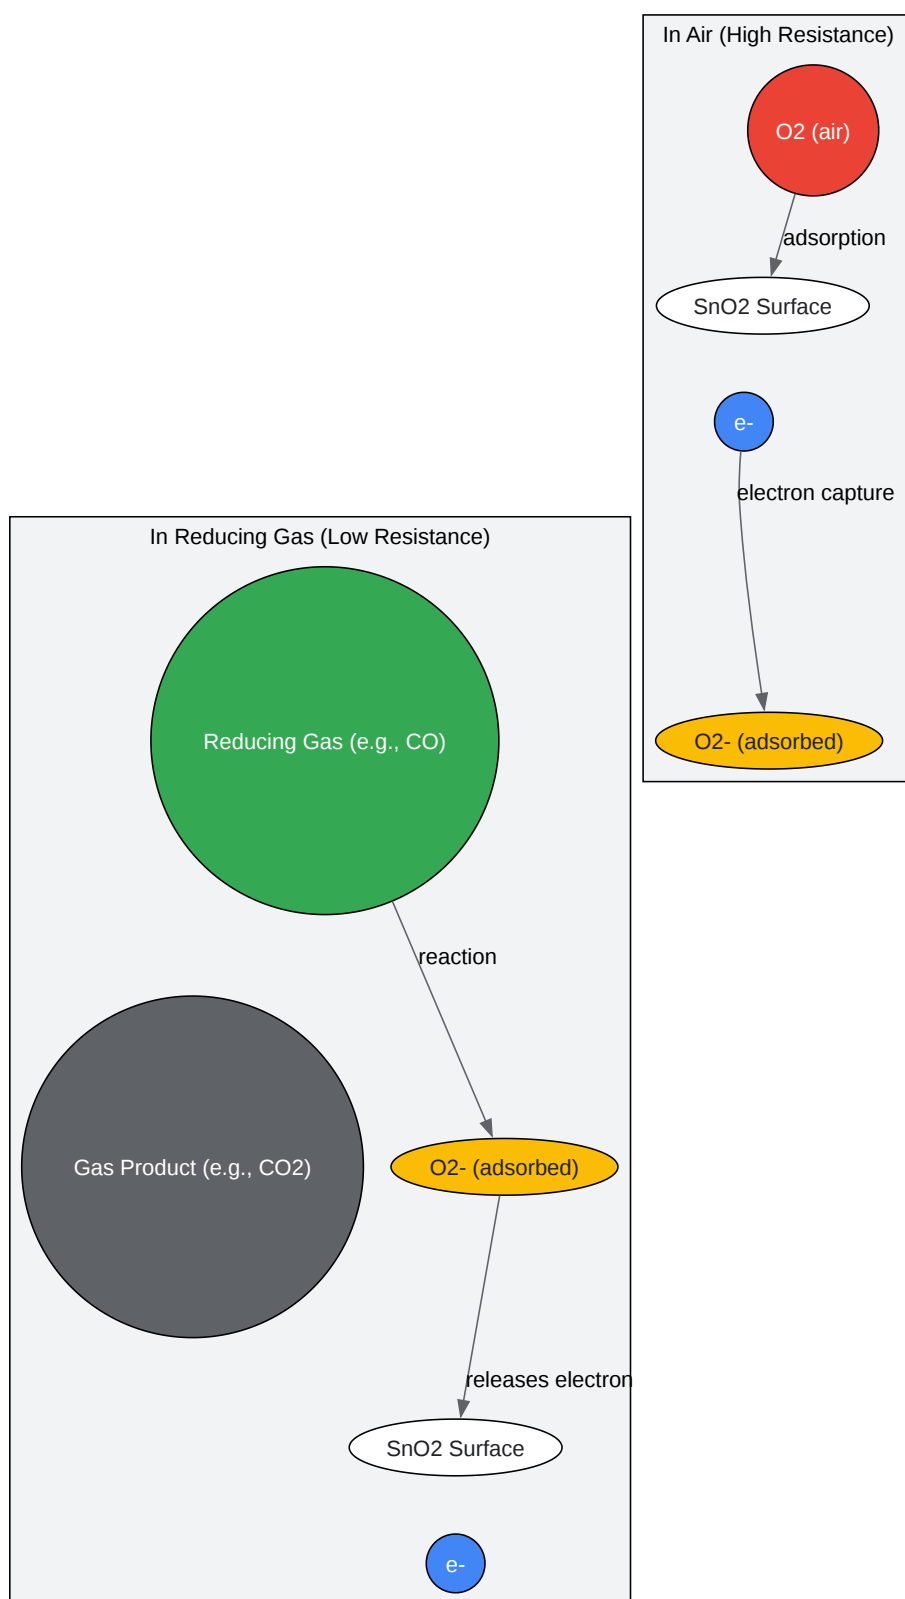 In Air (High Resistance)
O2 (air)
adsorption
SnO2 Surface
e-
electron capture
O2- (adsorbed)
In Reducing Gas (Low Resistance)
Reducing Gas (e.g., CO)
reaction
Gas Product (e.g., CO2)
O2- (adsorbed)
releases electron
SnO2 Surface
e-